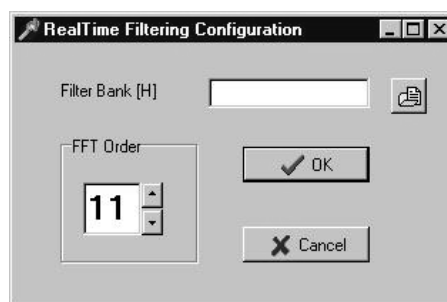 RealTime Filtering Configuration
Filter Bank [H]
FFT Order
11
OK
Cancel